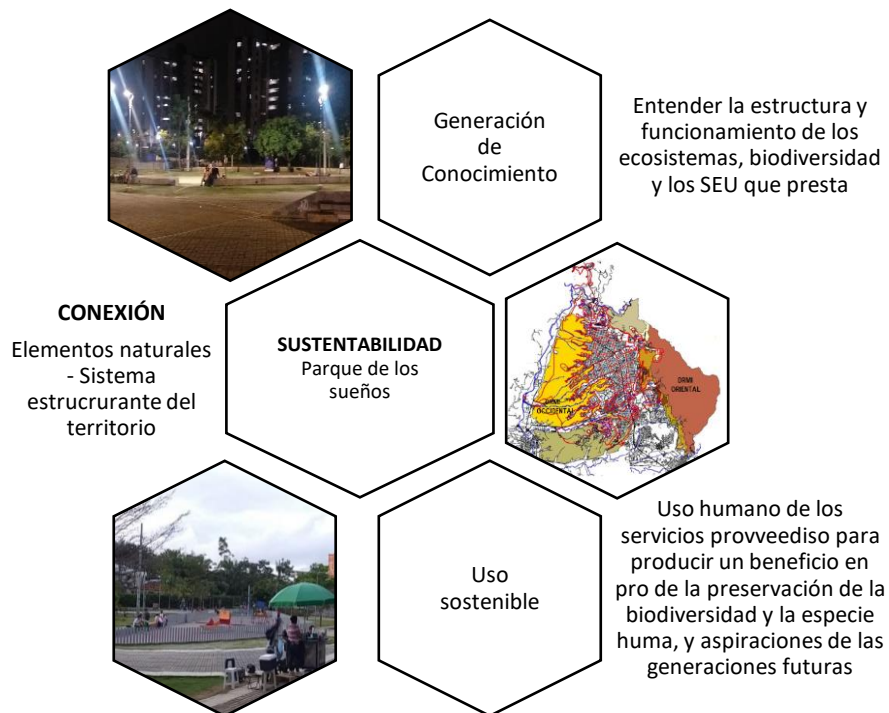 Generación
de
Conocimiento
Entender la estructura y
funcionamiento de los
ecosistemas, biodiversidad
y los SEU que presta
CONEXIÓN
Elementos naturales
- Sistema
estrucrurante del
territorio
SUSTENTABILIDAD
Parque de los
sueños
DRMI
ORIENTAL
OCCIDENTAL
Uso
sostenible
Uso humano de los
servicios provveediso para
producir un beneficio en
pro de la preservación de la
biodiversidad y la especie
huma, y aspiraciones de las
generaciones futuras